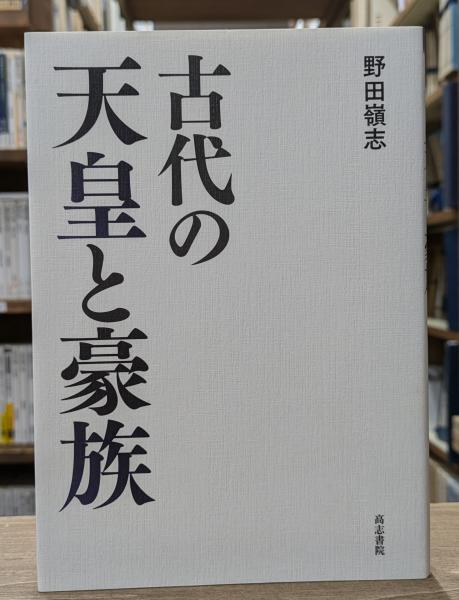 野田嶺志
古代の
天皇と豪族
高志書院